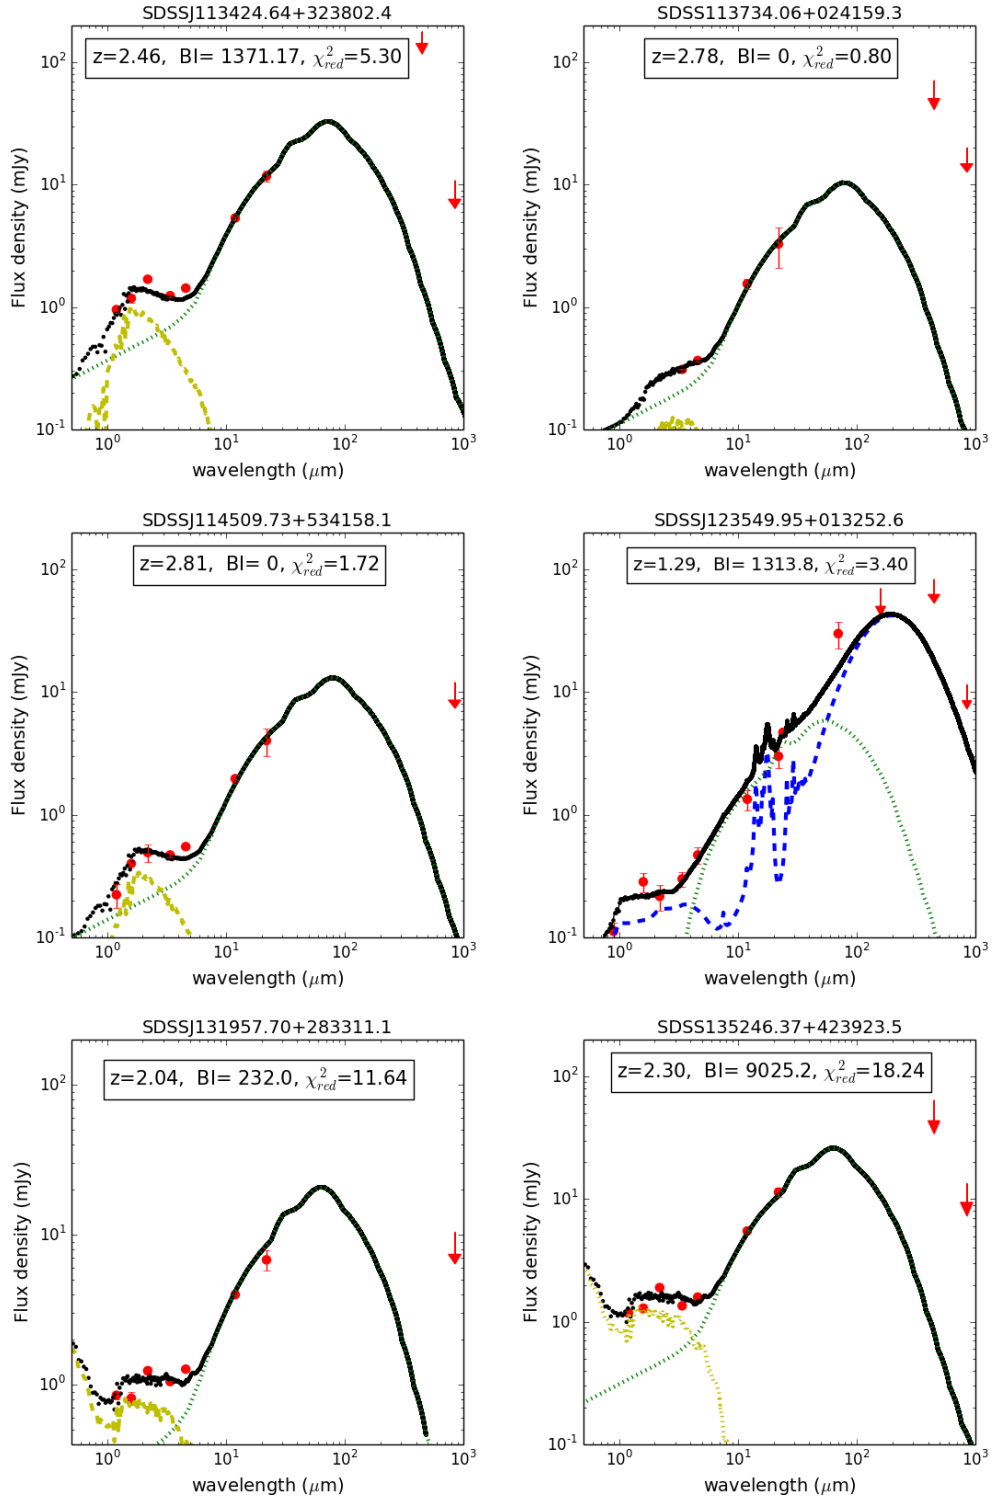 SDSSJ113424.64+323802.4
z=2.46, BI= 1371.17, χ²red=5.30
10²
10¹
10⁰
10⁻¹
Flux density (mJy)
10⁰ 10¹ 10² 10³
wavelength (μm)
SDSS113734.06+024159.3
z=2.78, BI= 0, χ²red=0.80
10²
10¹
10⁰
10⁻¹
Flux density (mJy)
10⁰ 10¹ 10² 10³
wavelength (μm)
SDSSJ114509.73+534158.1
z=2.81, BI= 0, χ²red=1.72
10²
10¹
10⁰
10⁻¹
Flux density (mJy)
10⁰ 10¹ 10² 10³
wavelength (μm)
SDSSJ123549.95+013252.6
z=1.29, BI= 1313.8, χ²red=3.40
10²
10¹
10⁰
10⁻¹
Flux density (mJy)
10⁰ 10¹ 10² 10³
wavelength (μm)
SDSSJ131957.70+283311.1
z=2.04, BI= 232.0, χ²red=11.64
10²
10¹
10⁰
Flux density (mJy)
10⁰ 10¹ 10² 10³
wavelength (μm)
SDSS135246.37+423923.5
z=2.30, BI= 9025.2, χ²red=18.24
10²
10¹
10⁰
10⁻¹
Flux density (mJy)
10⁰ 10¹ 10² 10³
wavelength (μm)